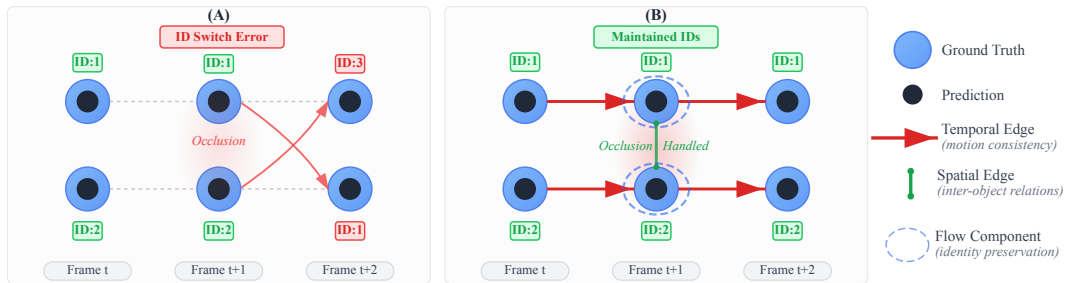 (A)
ID Switch Error
ID:1 ID:1 ID:3
Occlusion
ID:2 ID:2 ID:1
Frame t Frame t+1 Frame t+2
(B)
Maintained IDs
ID:1 ID:1 ID:1
Occlusion Handled
ID:2 ID:2 ID:2
Frame t Frame t+1 Frame t+2
Ground Truth
Prediction
Temporal Edge
(motion consistency)
Spatial Edge
(inter-object relations)
Flow Component
(identity preservation)